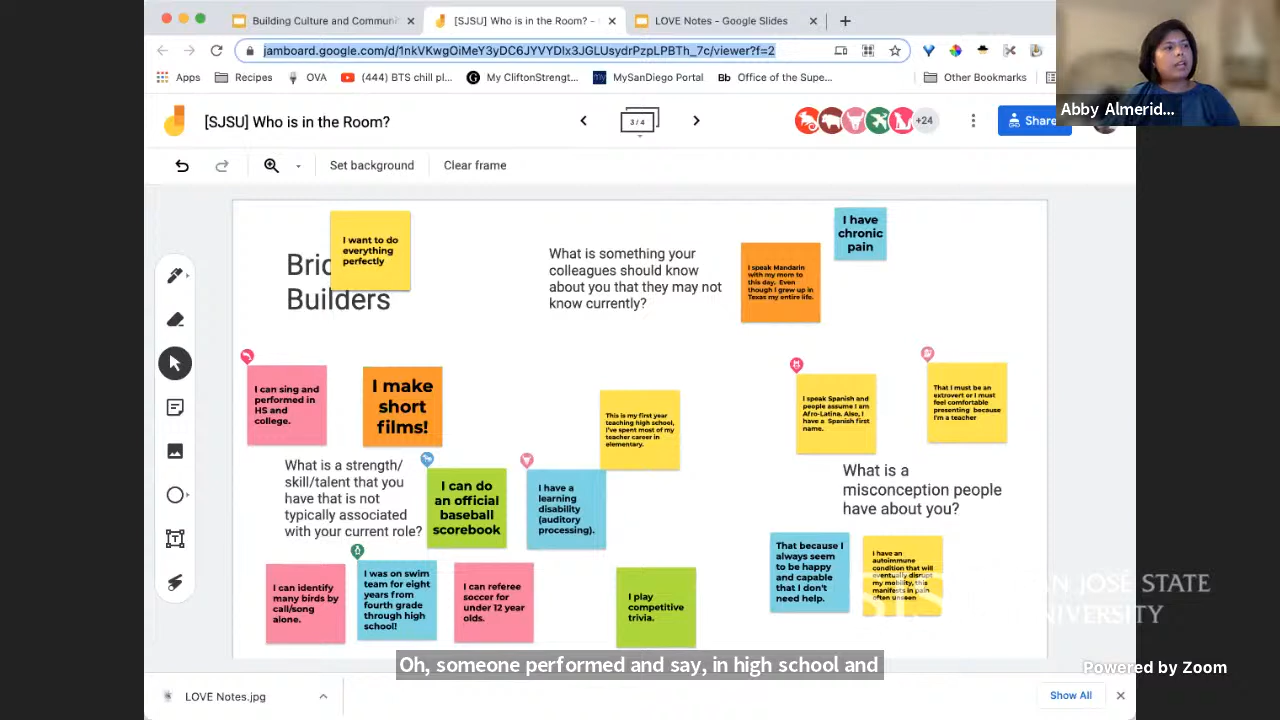 Building Culture and Commun
[SJSU] Who is in the Room? -
LOVE Notes - Google Slides
jamboard.google.com/d/1nkVKwgOiMeY3yDC6JYVYDlx3JGLUsydrPzpLPBTh_7c/viewer?f=2
Apps
Recipes
OVA
(444) BTS chill pl...
My CliftonStrengt...
MySanDiego Portal
Bb Office of the Supe...
Other Bookmarks
Abby Almerid...
[SJSU] Who is in the Room?
3 / 4
+24
Share
Set background
Clear frame
I want to do
everything
perfectly
Builders
What is something your
colleagues should know
about you that they may not
know currently?
I speak Mandarin
with my mom to
this day. Even
though I grew up in
Texas my entire life.
I have
chronic
pain
I can sing and
performed in
HS and
college.
I make
short
films!
This is my first year
teaching high school,
I've spent most of my
teacher career in
elementary.
I speak Spanish and
people assume I am
Afro-Latina. Also, I
have a Spanish first
name.
That I must be an
extrovert or I must
feel comfortable
presenting because
I'm a teacher
What is a strength/
skill/talent that you
have that is not
typically associated
with your current role?
I can do
an official
baseball
scorebook
I have a
learning
disability
(auditory
processing).
What is a
misconception people
have about you?
I can identify
many birds by
call/song
alone.
I was on swim
team for eight
years from
fourth grade
through high
school!
I can referee
soccer for
under 12 year
olds.
I play
competitive
trivia.
That because I
always seem
to be happy
and capable
that I don't
need help.
I have an
autoimmune
condition that will
eventually disrupt
my mobility, this
manifests in pain
often unseen
JOSÉ STATE
UNIVERSITY
Oh, someone performed and say, in high school and
Powered by Zoom
LOVE Notes.jpg
Show All